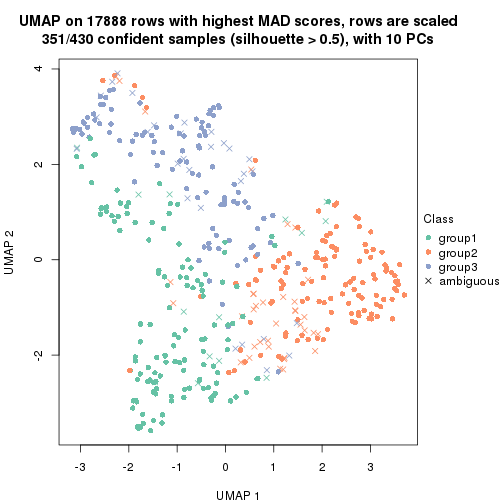 UMAP on 17888 rows with highest MAD scores, rows are scaled
351/430 confident samples (silhouette > 0.5), with 10 PCs
4
2
0
-2
UMAP 2
-3
-2
-1
0
1
2
3
UMAP 1
Class
group1
group2
group3
ambiguous